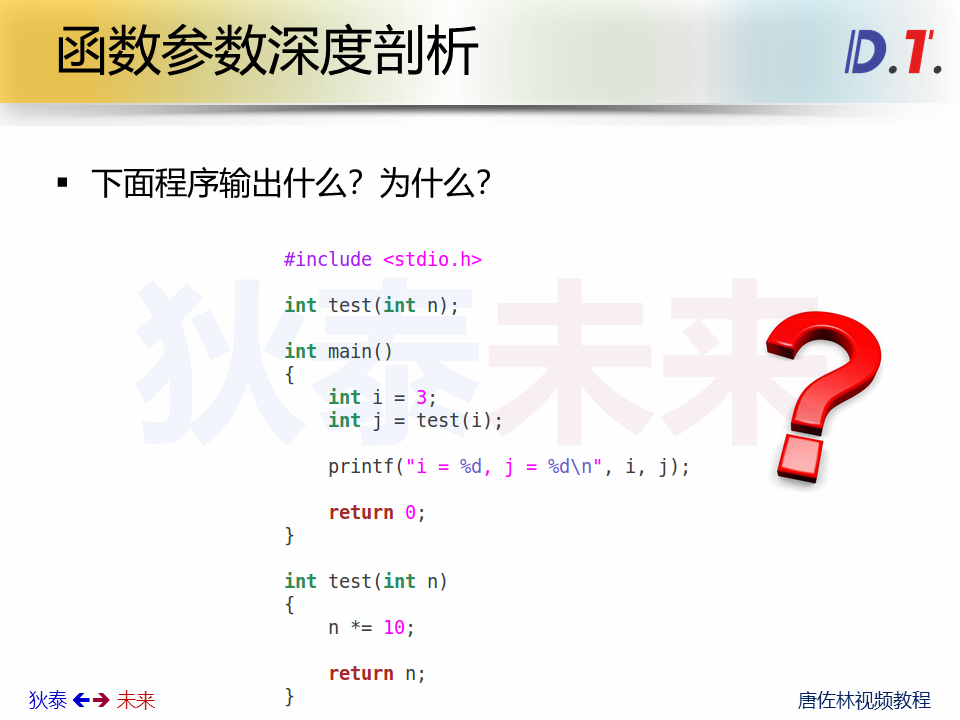 函数参数深度剖析
D.T.
▪ 下面程序输出什么？为什么？
狄泰未来
#include <stdio.h>
int test(int n);
int main()
{
    int i = 3;
    int j = test(i);
    printf("i = %d, j = %d\n", i, j);
    return 0;
}
int test(int n)
{
    n *= 10;
    return n;
}
狄泰 未来
唐佐林视频教程